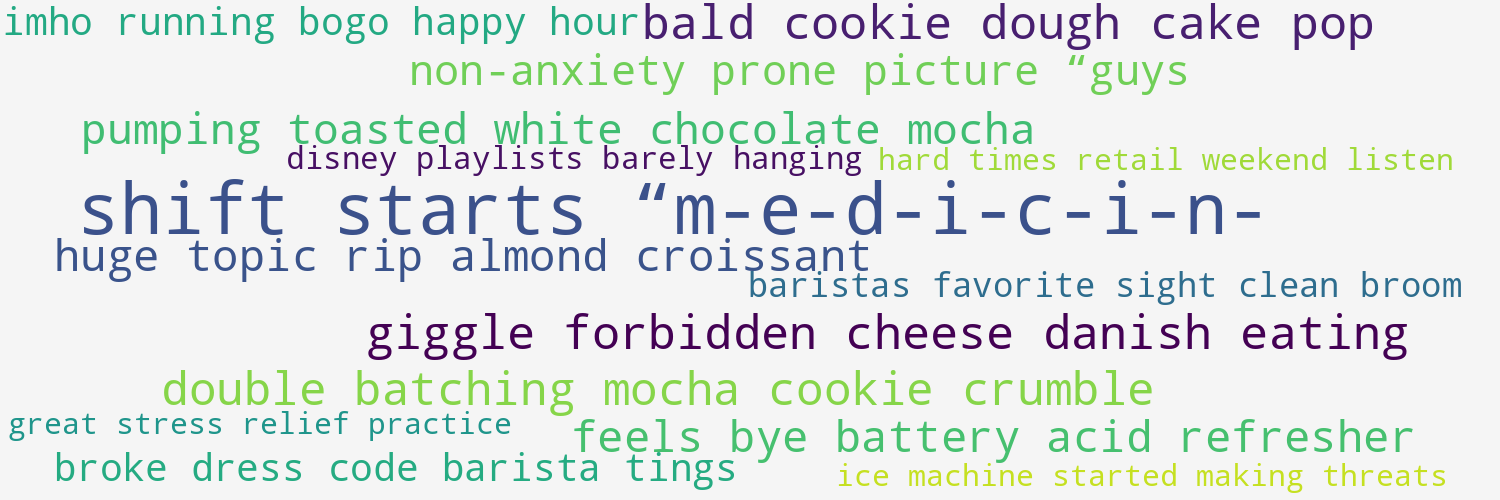 imho running bogo happy hour
bald cookie dough cake pop
non-anxiety prone picture “guys
pumping toasted white chocolate mocha
disney playlists barely hanging
hard times retail weekend listen
shift starts “m-e-d-i-c-i-n-
huge topic rip almond croissant
baristas favorite sight clean broom
giggle forbidden cheese danish eating
double batching mocha cookie crumble
great stress relief practice
feels bye battery acid refresher
broke dress code barista tings
ice machine started making threats